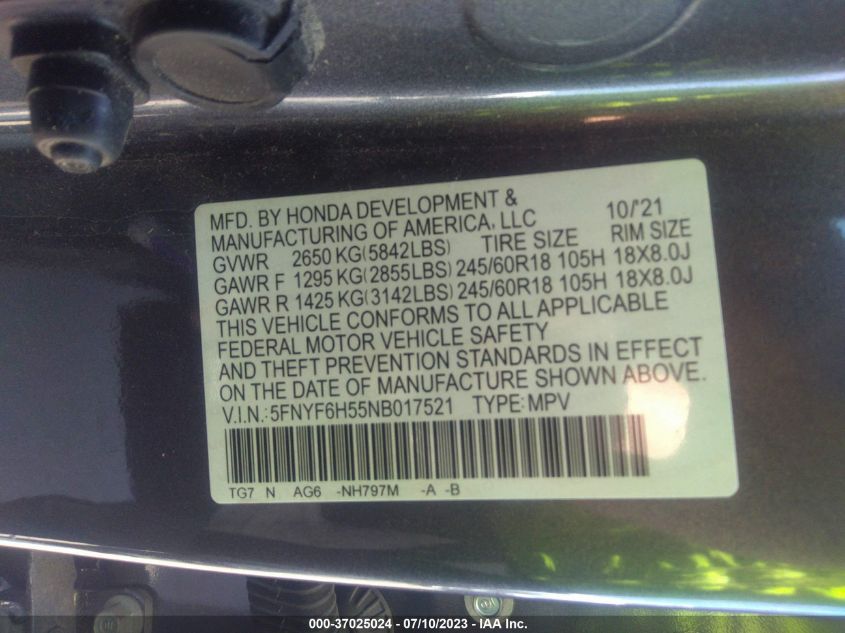 MFD. BY HONDA DEVELOPMENT & 
MANUFACTURING OF AMERICA, LLC 10/'21
GVWR 2650 KG(5842LBS) TIRE SIZE RIM SIZE
GAWR F 1295 KG(2855LBS) 245/60R18 105H 18X8.0J
GAWR R 1425 KG(3142LBS) 245/60R18 105H 18X8.0J
THIS VEHICLE CONFORMS TO ALL APPLICABLE
FEDERAL MOTOR VEHICLE SAFETY
AND THEFT PREVENTION STANDARDS IN EFFECT
ON THE DATE OF MANUFACTURE SHOWN ABOVE.
V.I.N.: 5FNYF6H55NB017521 TYPE: MPV
TG7 N AG6 -NH797M -A -B
000-37025024 - 07/10/2023 - IAA Inc.